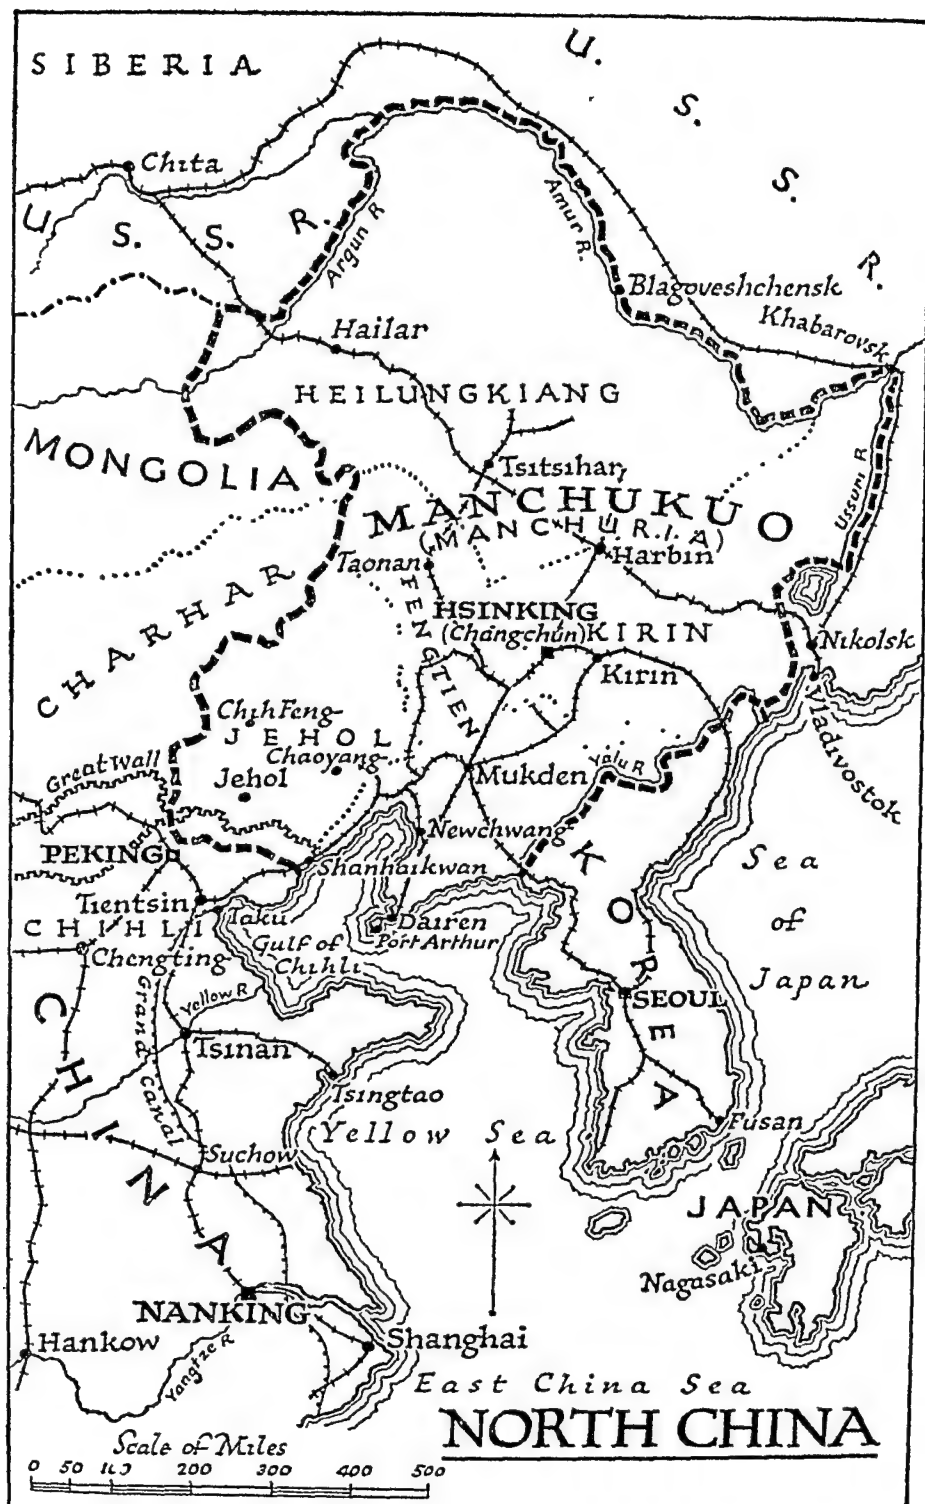 SIBERIA
U. S. S. R.
Chita
U. S. S. R.
Argun R
Amur R.
Blagoveshchensk
Khabarovsk
Hailar
HEILUNGKIANG
MONGOLIA
Tsitsihar
Ussuri R
MANCHUKUO
(MANCHURIA)
Taonan
Harbin
CHARHAR
FENGTIEN
HSINKING
(Changchun)
KIRIN
Nikolsk
Kirin
Vladivostok
Chih Feng
JEHOL
Chaoyang
Great Wall
Jehol
Mukden
Yalu R
Newchwang
PEKING
Shanhaikwan
Sea
of
Japan
KOREA
Tientsin
Taku
Dairen
Port Arthur
CHIHLI
Gulf of
Chihli
Chengting
SEOUL
CHINA
Grand Canal
Yellow R
Tsinan
Tsingtao
Yellow Sea
Fusan
Suchow
JAPAN
Nagasaki
NANKING
Hankow
Yangtze R
Shanghai
East China Sea
NORTH CHINA
Scale of Miles
0 50 100 200 300 400 500